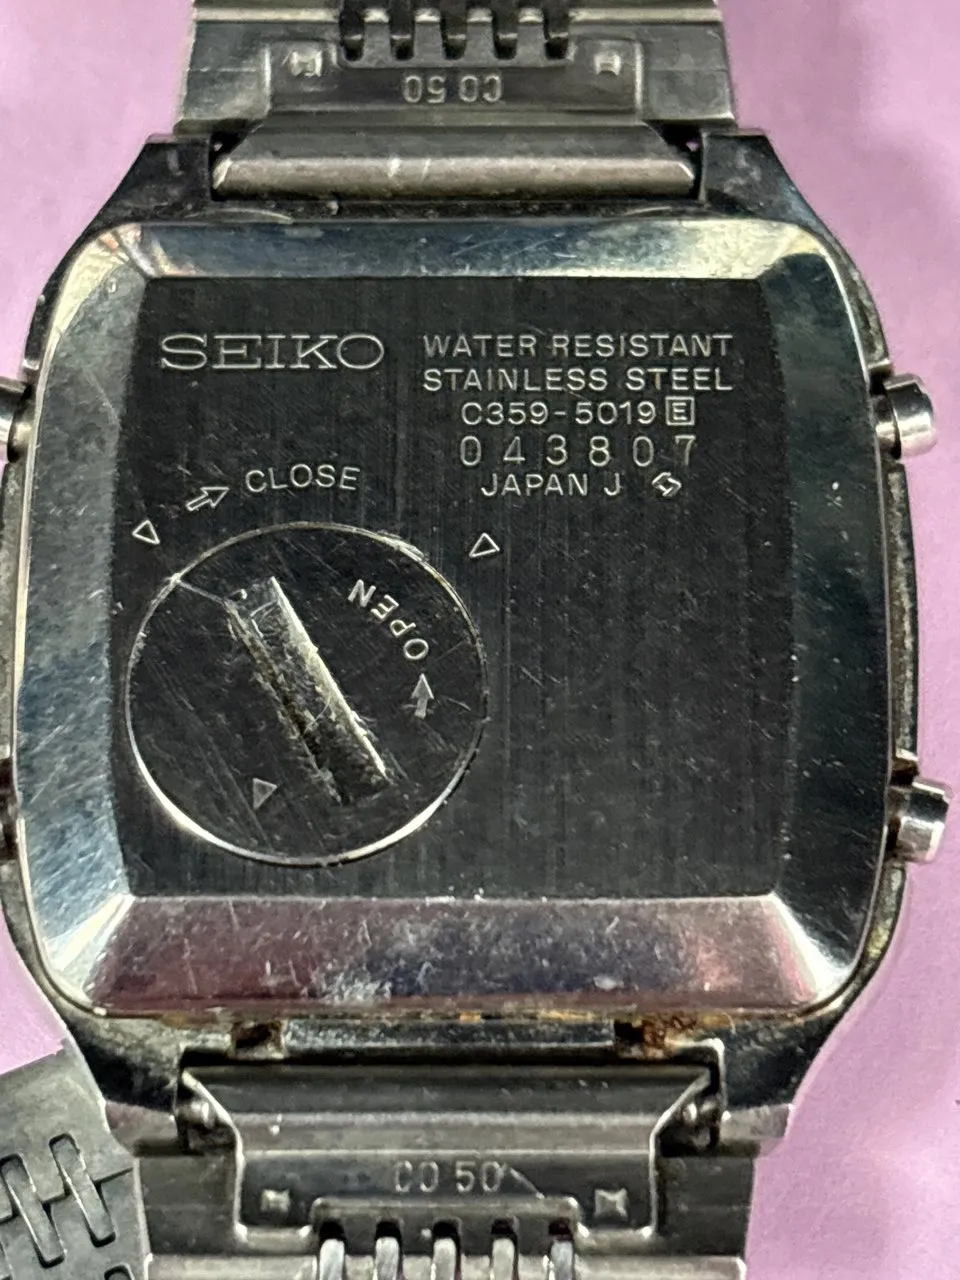 CO 50
SEIKO
WATER RESISTANT
STAINLESS STEEL
C359-5019 E
043807
JAPAN J
CLOSE
OPEN
CO 50